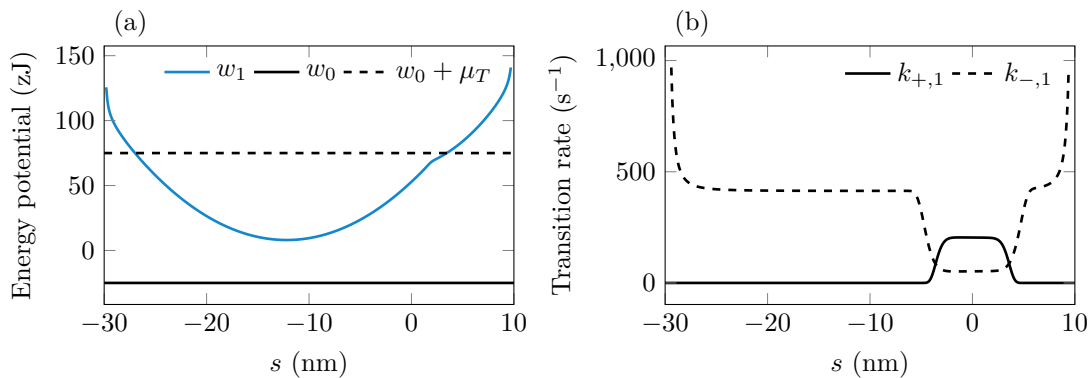 (a)
Energy potential (zJ)
150
100
50
0
w₁ w₀ w₀ + μ_T
−30 −20 −10 0 10
s (nm)
(b)
Transition rate (s⁻¹)
1,000
500
0
k₊,₁ k₋,₁
−30 −20 −10 0 10
s (nm)